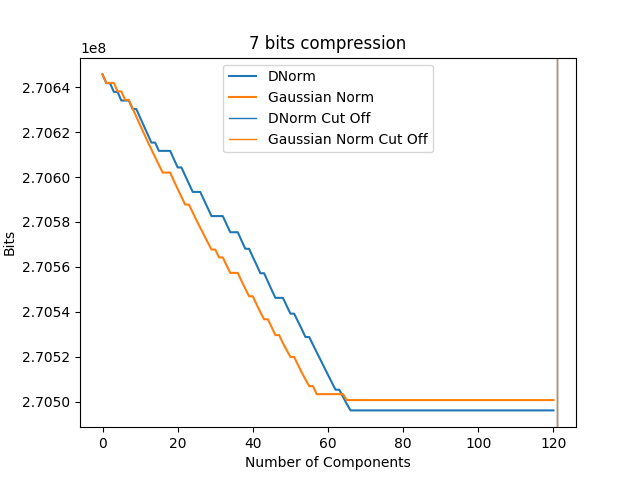 7 bits compression
1e8
DNorm
Gaussian Norm
DNorm Cut Off
Gaussian Norm Cut Off
2.7064
2.7062
2.7060
2.7058
2.7056
2.7054
2.7052
2.7050
Bits
0 20 40 60 80 100 120
Number of Components